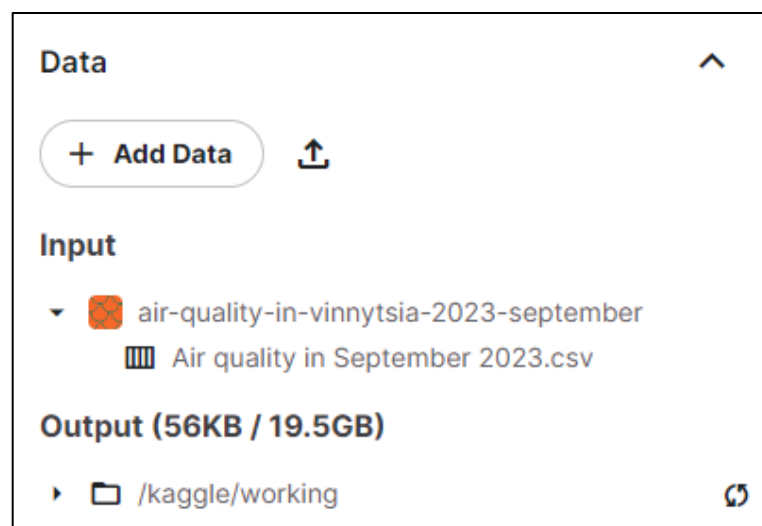 Data
+ Add Data
Input
air-quality-in-vinnytsia-2023-september
Air quality in September 2023.csv
Output (56KB / 19.5GB)
/kaggle/working